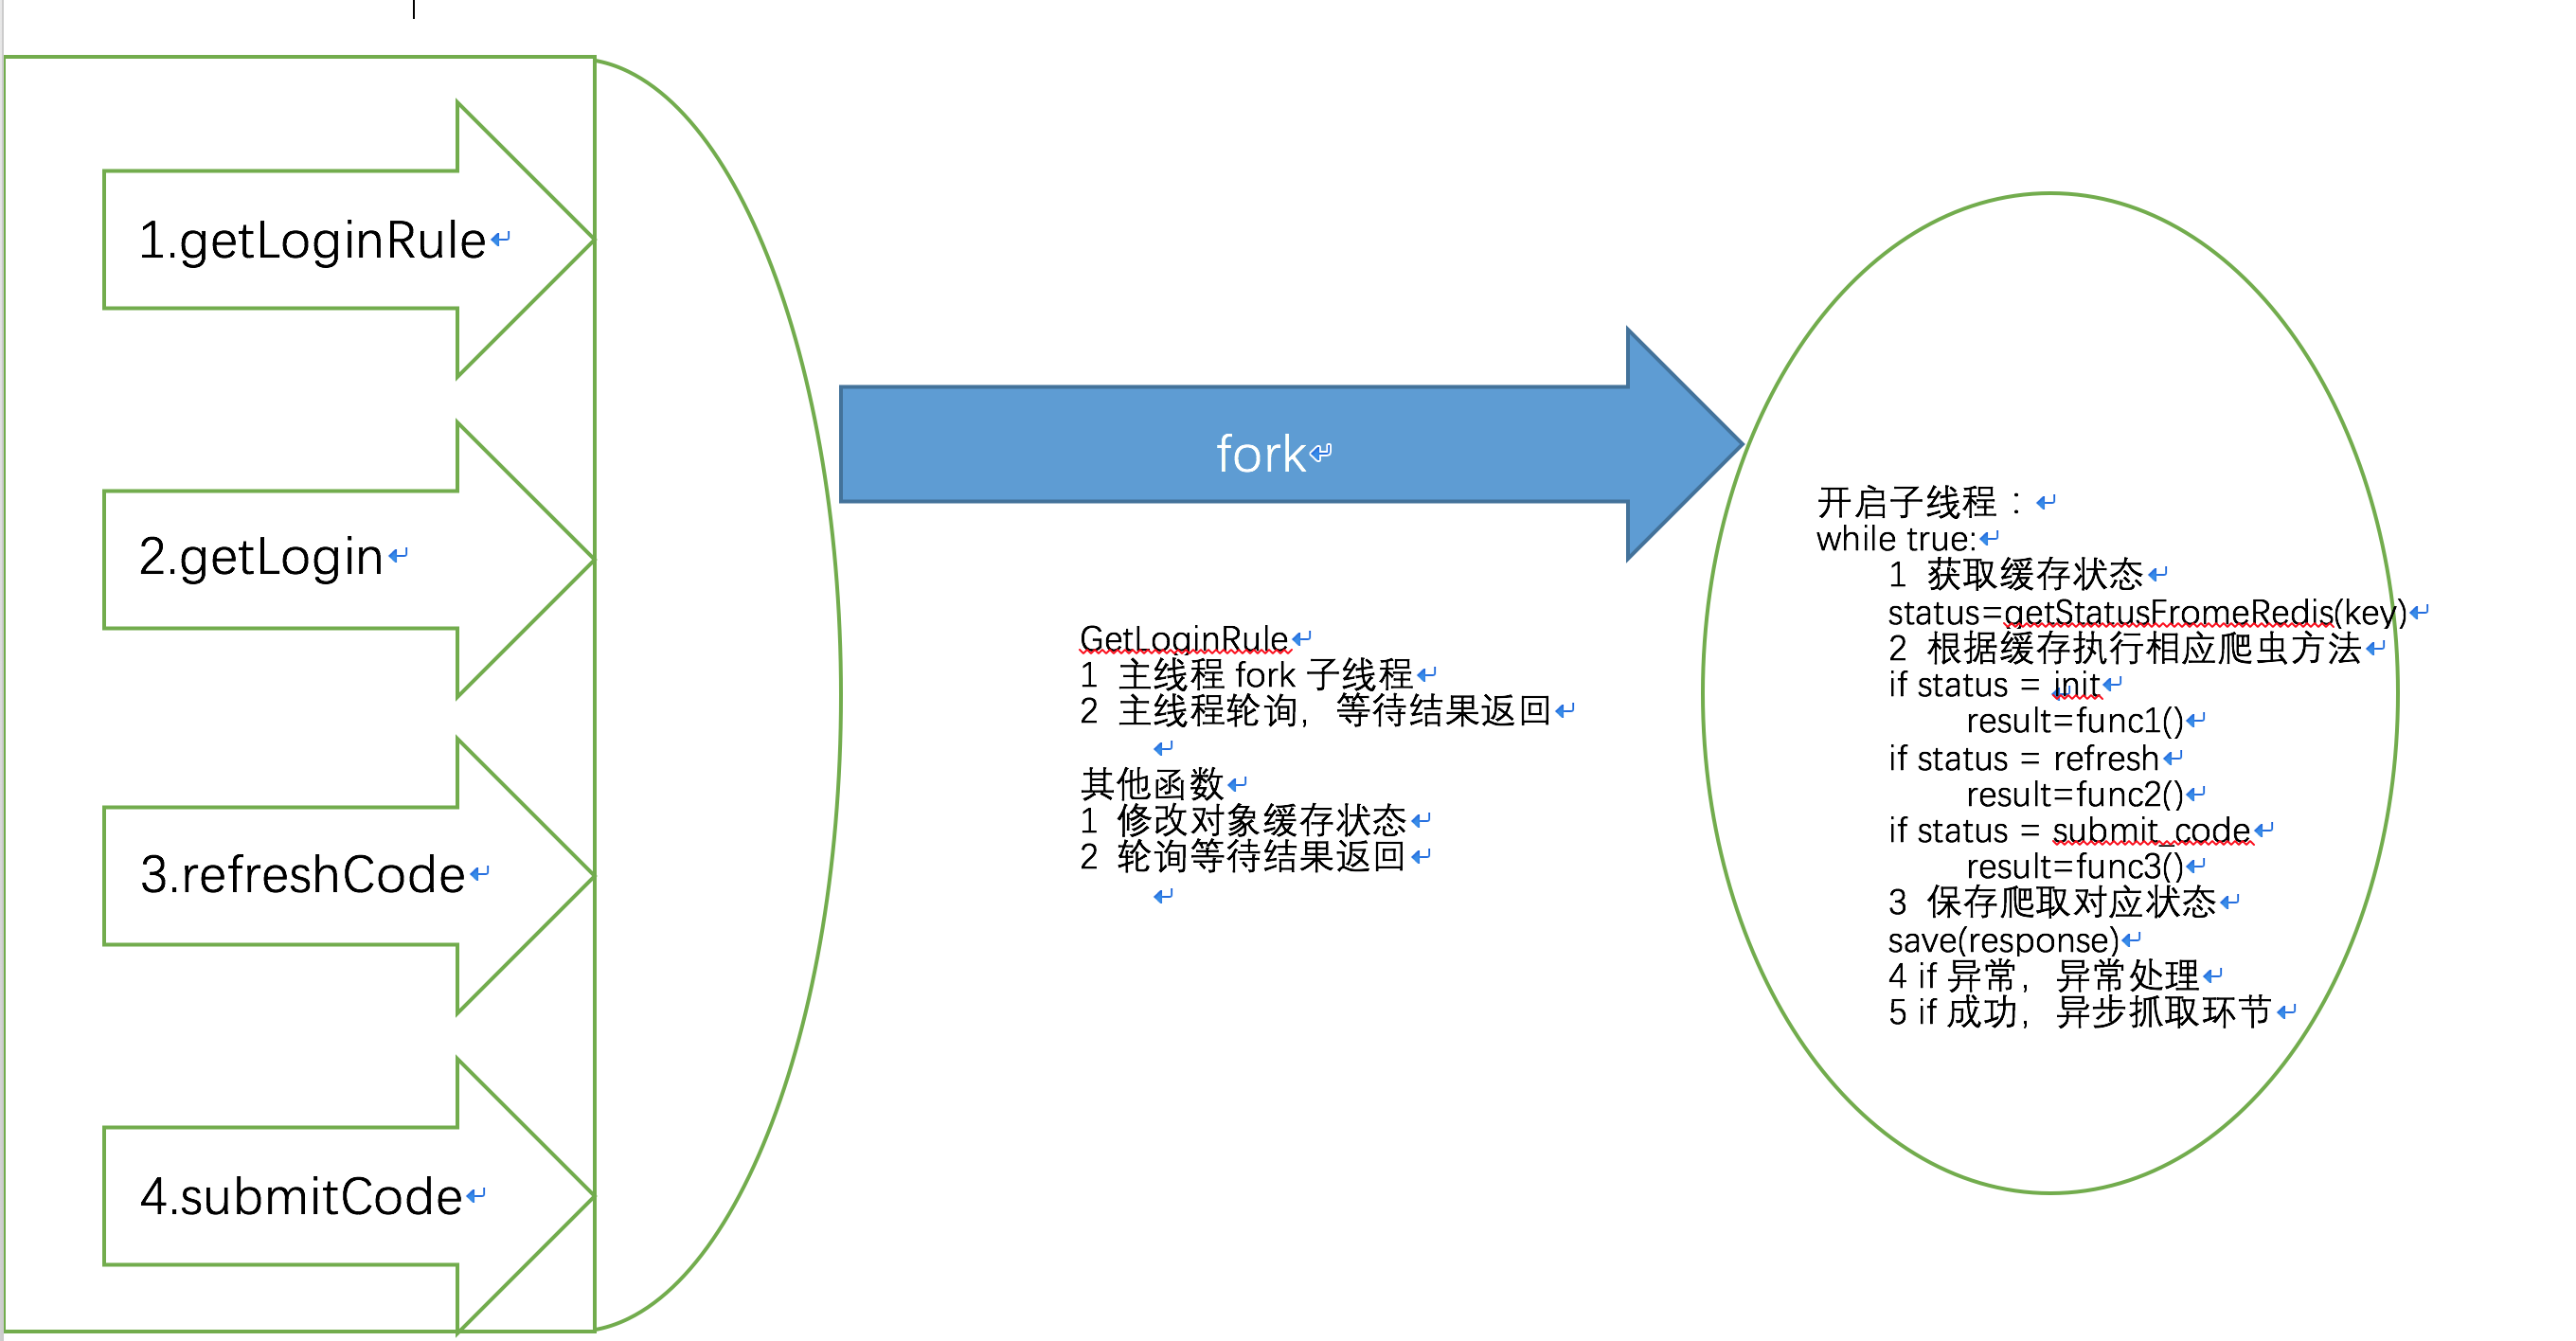 1.getLoginRule
2.getLogin
3.refreshCode
4.submitCode
fork
GetLoginRule
1 主线程 fork 子线程
2 主线程轮询，等待结果返回
其他函数
1 修改对象缓存状态
2 轮询等待结果返回
开启子线程：
while true:
1 获取缓存状态
status=getStatusFromeRedis(key)
2 根据缓存执行相应爬虫方法
if status = init
result=func1()
if status = refresh
result=func2()
if status = submit_code
result=func3()
3 保存爬取对应状态
save(response)
4 if 异常，异常处理
5 if 成功，异步抓取环节